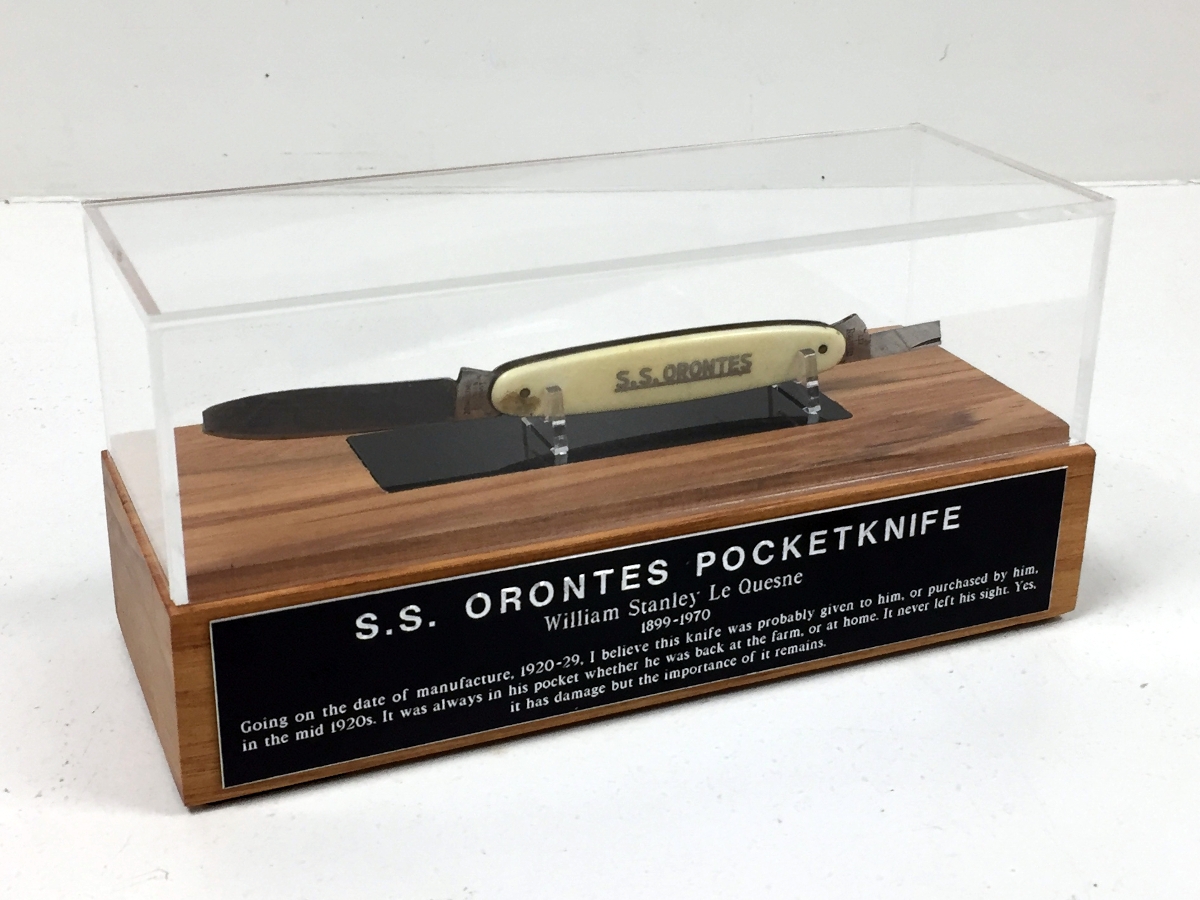 S.S. ORONTES
S.S. ORONTES POCKETKNIFE
William Stanley Le Quesne
1899-1970
Going on the date of manufacture, 1920-29, I believe this knife was probably given to him, or purchased by him,
in the mid 1920s. It was always in his pocket whether he was back at the farm, or at home. It never left his sight. Yes,
it has damage but the importance of it remains.